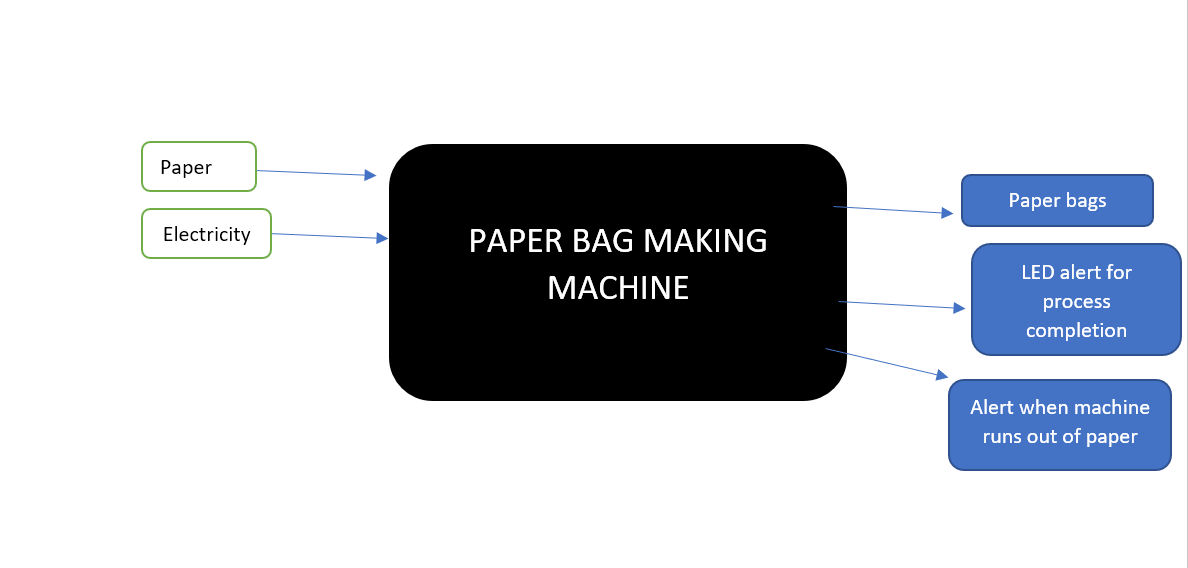 Paper
Electricity
PAPER BAG MAKING
MACHINE
Paper bags
LED alert for
process
completion
Alert when machine
runs out of paper